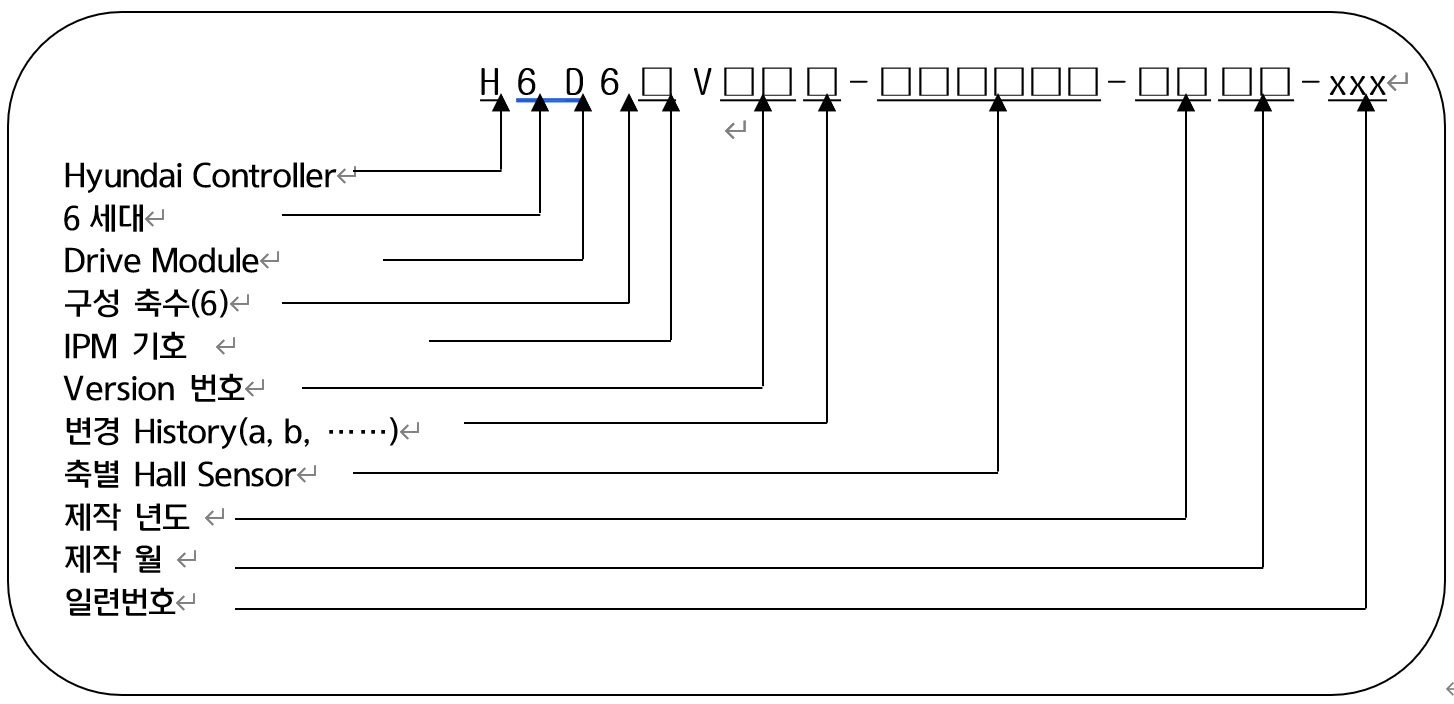 H 6 D 6 □ V□□ □-□□□□□□-□□ □□-xxx↵
↵
Hyundai Controller↵
6 세대↵
Drive Module↵
구성 축수(6)↵
IPM 기호 ↵
Version 번호↵
변경 History(a, b, ……)↵
축별 Hall Sensor↵
제작 년도 ↵
제작 월 ↵
일련번호↵